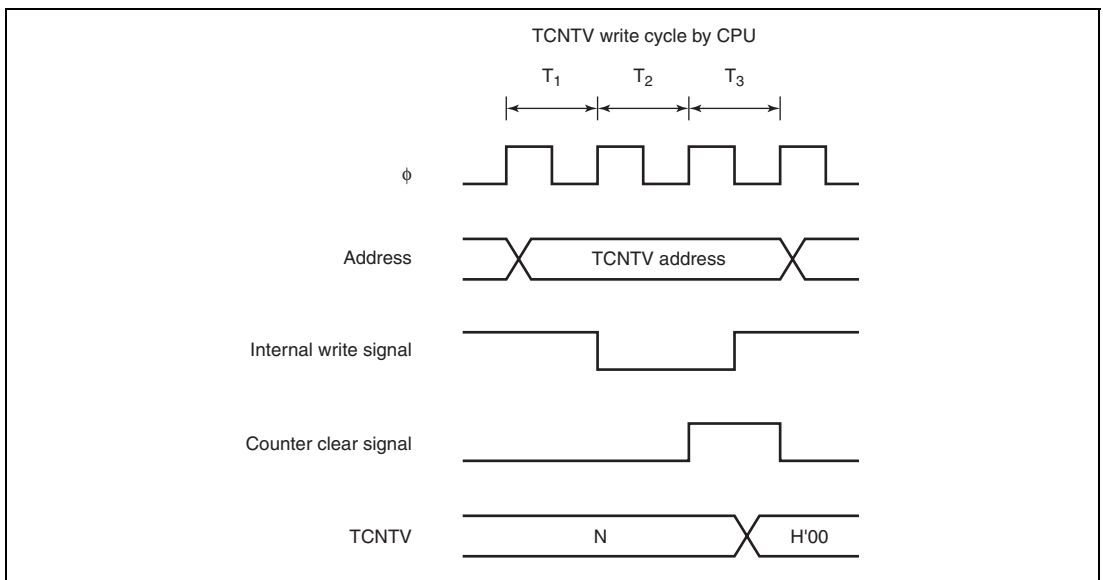 TCNTV write cycle by CPU
T₁ T₂ T₃
ϕ
Address TCNTV address
Internal write signal
Counter clear signal
TCNTV N H'00